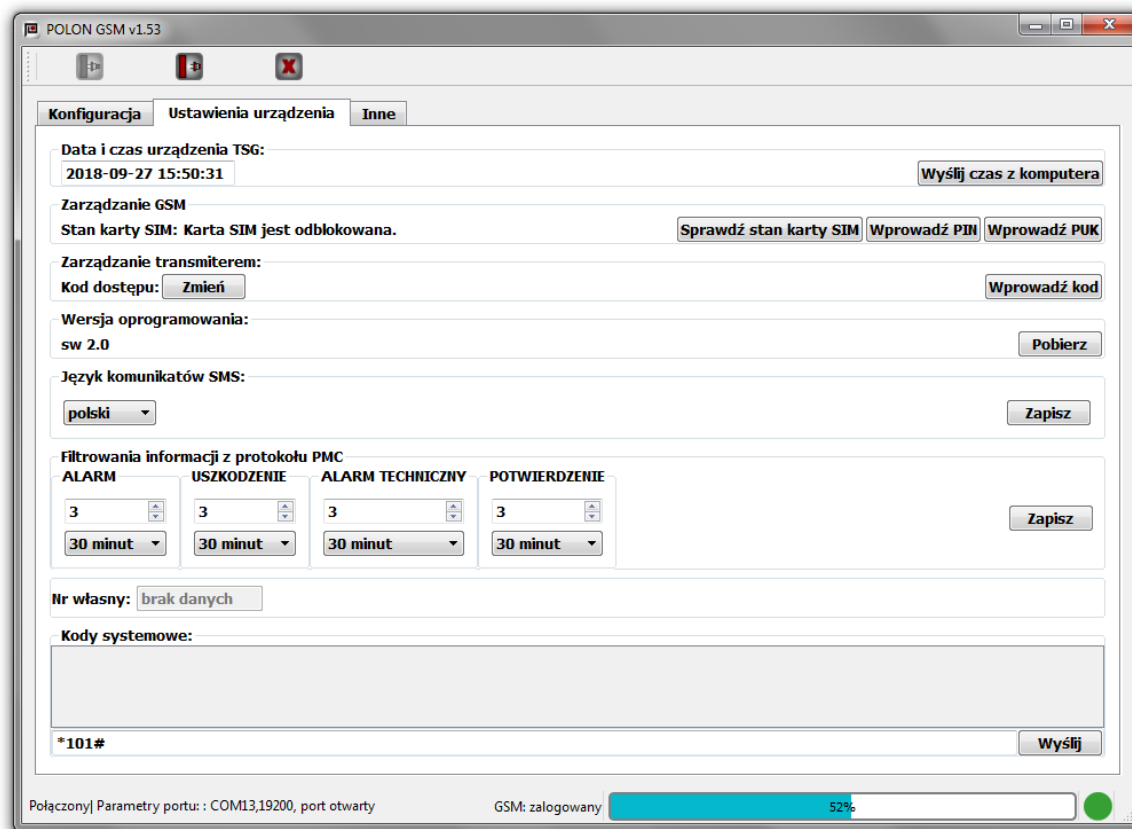 POLON GSM v1.53
Konfiguracja Ustawienia urządzenia Inne
Data i czas urządzenia TSG:
2018-09-27 15:50:31 Wyślij czas z komputera
Zarządzanie GSM
Stan karty SIM: Karta SIM jest odblokowana. Sprawdź stan karty SIM Wprowadź PIN Wprowadź PUK
Zarządzanie transmiterem:
Kod dostępu: Zmień Wprowadź kod
Wersja oprogramowania:
sw 2.0 Pobierz
Język komunikatów SMS:
polski Zapisz
Filtrowania informacji z protokołu PMC
ALARM USZKODZENIE ALARM TECHNICZNY POTWIERDZENIE
3 3 3 3
Zapisz
30 minut 30 minut 30 minut 30 minut
Nr własny: brak danych
Kody systemowe:
*101# Wyślij
Połączony| Parametry portu: : COM13,19200, port otwarty GSM: zalogowany 52%